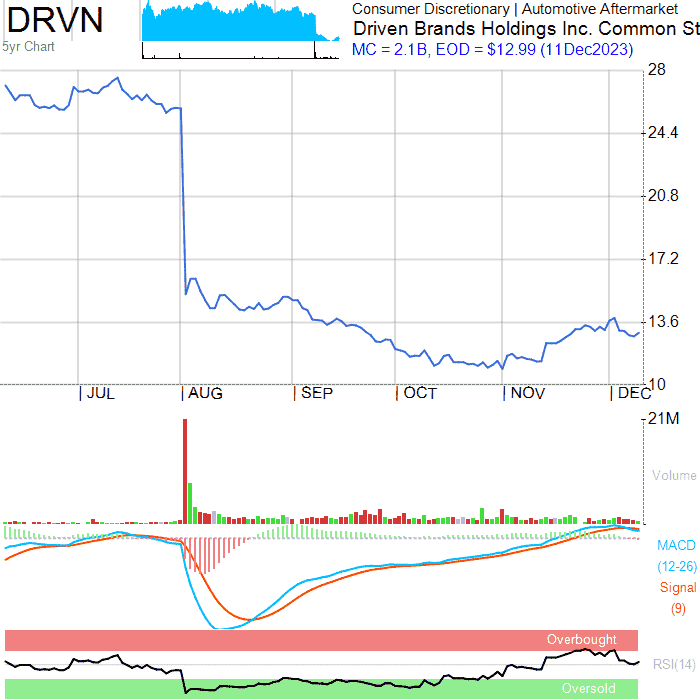 DRVN
5yr Chart
Consumer Discretionary | Automotive Aftermarket
Driven Brands Holdings Inc. Common St
MC = 2.1B, EOD = $12.99 (11Dec2023)
28
24.4
20.8
17.2
13.6
10
JUL AUG SEP OCT NOV DEC
21M
Volume
MACD
(12-26)
Signal
(9)
Overbought
RSI(14)
Oversold